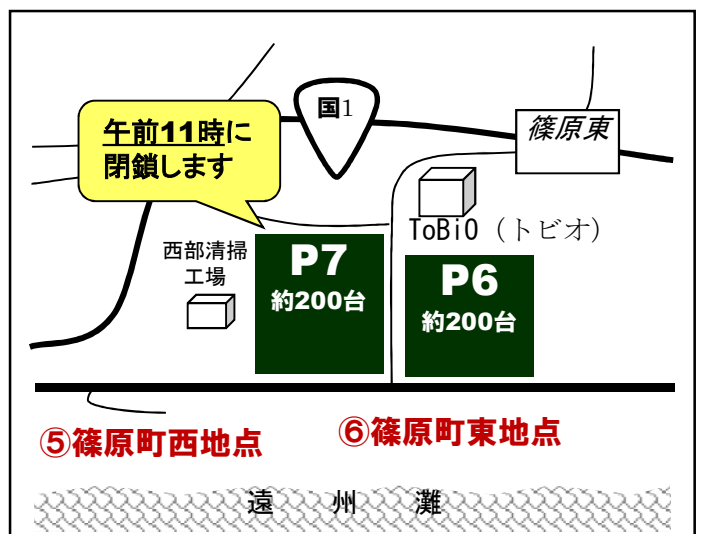 国1
篠原東
午前11時に
閉鎖します
ToBiO（トビオ）
西部清掃
工場
P7
約200台
P6
約200台
⑤篠原町西地点
⑥篠原町東地点
遠州灘